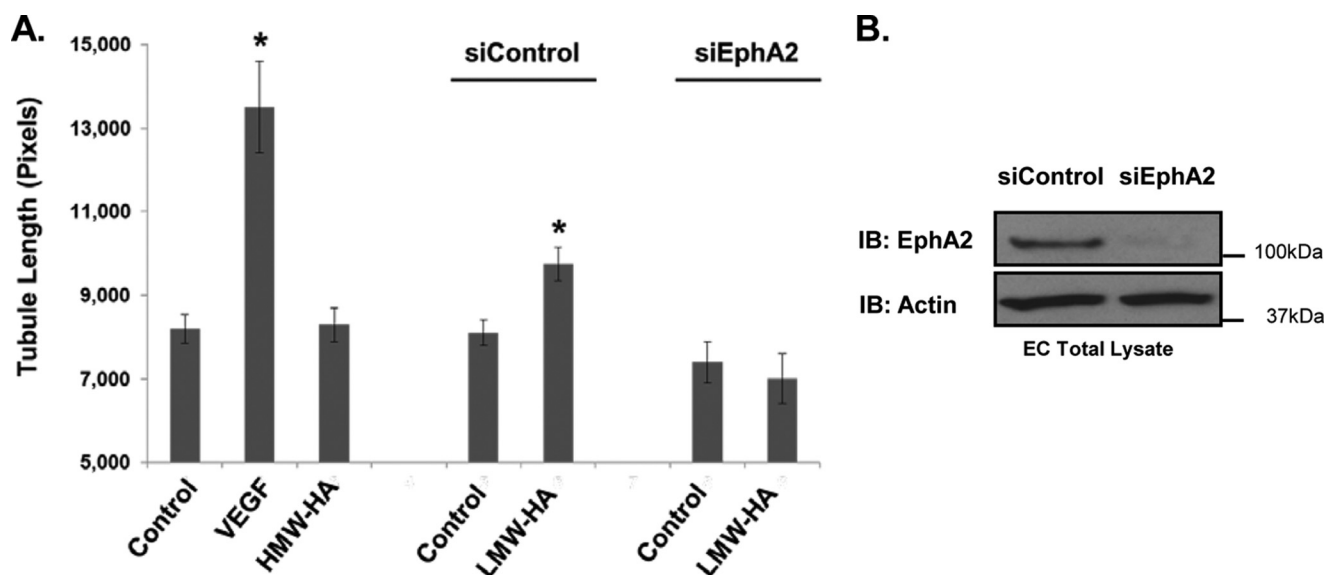 A.
Tubule Length (Pixels)
15,000
13,000
11,000
9,000
7,000
5,000
*
*
siControl
siEphA2
Control
VEGF
HMW-HA
Control
LMW-HA
Control
LMW-HA
B.
siControl siEphA2
IB: EphA2
100kDa
IB: Actin
37kDa
EC Total Lysate